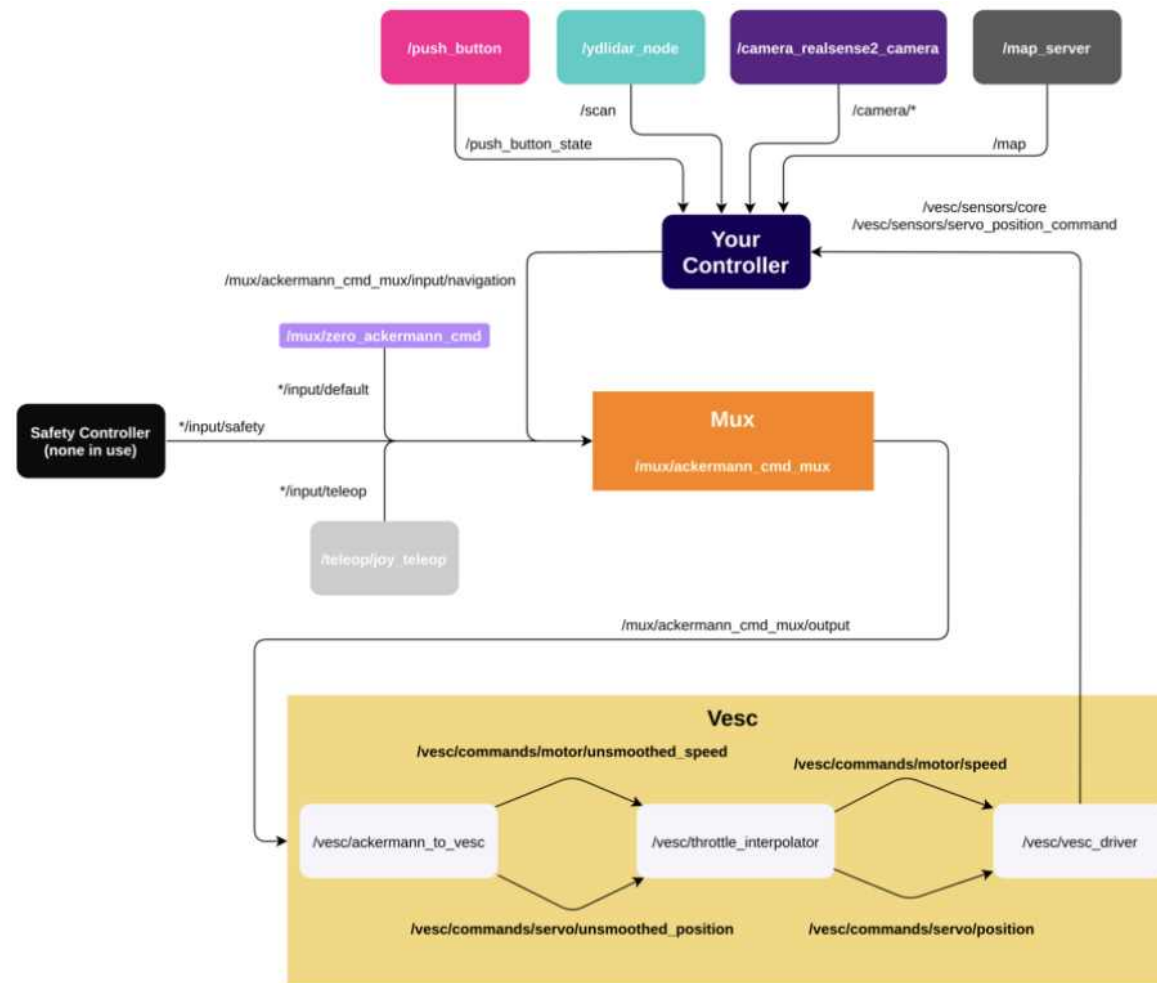 /push_button
/ydlidar_node
/camera_realsense2_camera
/map_server
/scan
/camera/*
/push_button_state
/map
/vesc/sensors/core
/vesc/sensors/servo_position_command
Your
Controller
/mux/ackermann_cmd_mux/input/navigation
/mux/zero_ackermann_cmd
*/input/default
Safety Controller
(none in use)
*/input/safety
Mux
/mux/ackermann_cmd_mux
*/input/teleop
/teleop/joy_teleop
/mux/ackermann_cmd_mux/output
Vesc
/vesc/commands/motor/unsmoothed_speed
/vesc/commands/motor/speed
/vesc/ackermann_to_vesc
/vesc/throttle_interpolator
/vesc/vesc_driver
/vesc/commands/servo/unsmoothed_position
/vesc/commands/servo/position